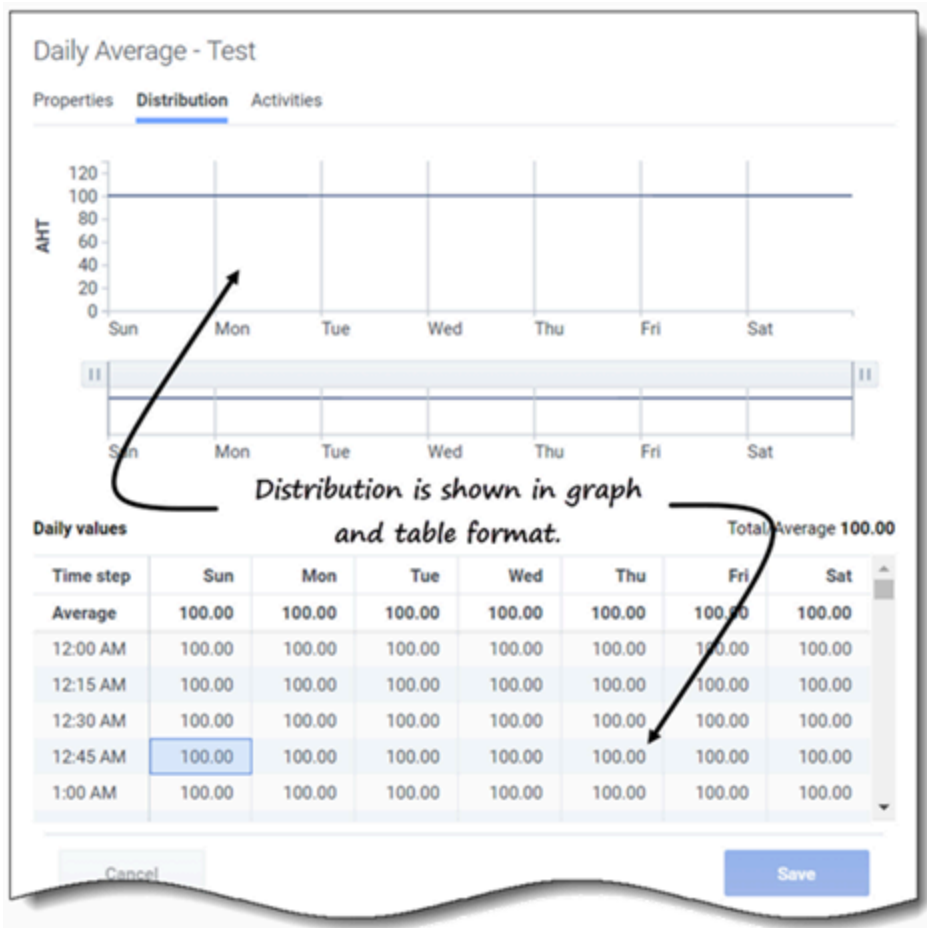 Daily Average - Test
Properties Distribution Activities
120
100
80
60
40
20
0
AHT
Sun Mon Tue Wed Thu Fri Sat
Sun Mon Tue Wed Thu Fri Sat
Distribution is shown in graph
and table format.
Daily values Total/Average 100.00
Time step Sun Mon Tue Wed Thu Fri Sat
Average 100.00 100.00 100.00 100.00 100.00 100.00 100.00
12:00 AM 100.00 100.00 100.00 100.00 100.00 100.00 100.00
12:15 AM 100.00 100.00 100.00 100.00 100.00 100.00 100.00
12:30 AM 100.00 100.00 100.00 100.00 100.00 100.00 100.00
12:45 AM 100.00 100.00 100.00 100.00 100.00 100.00 100.00
1:00 AM 100.00 100.00 100.00 100.00 100.00 100.00 100.00
Cancel Save